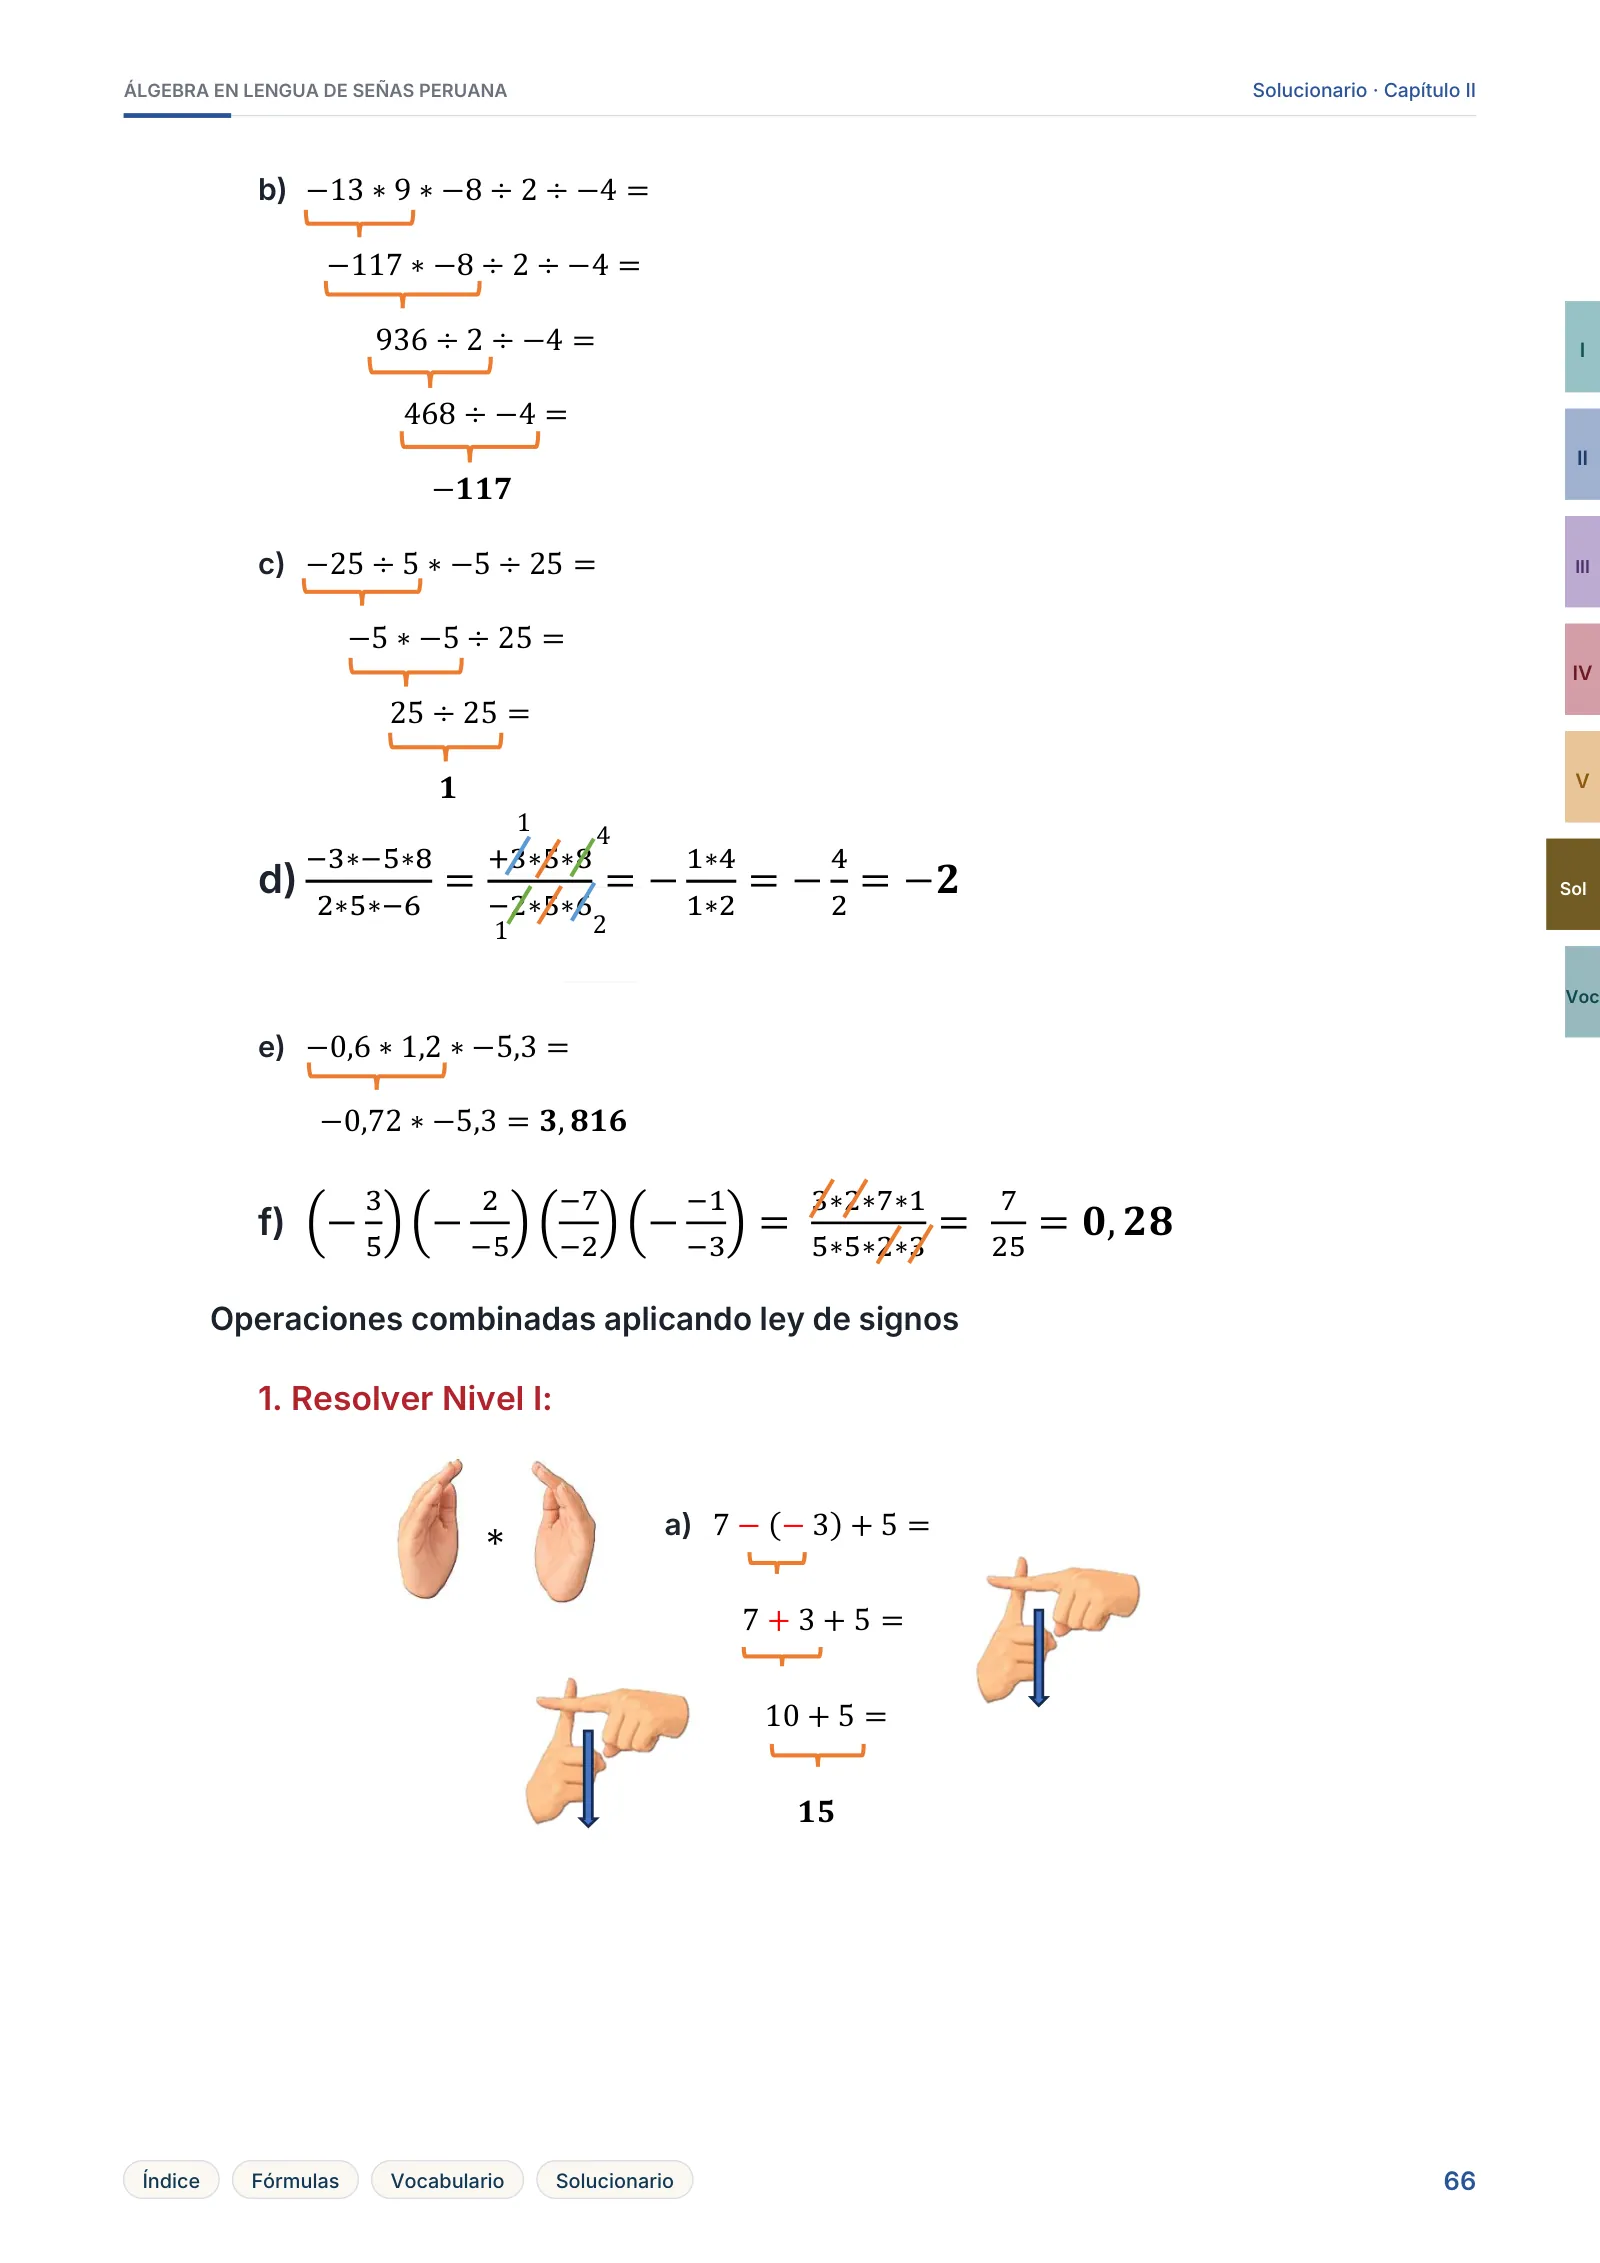 ÁLGEBRA EN LENGUA DE SEÑAS PERUANA
Solucionario · Capítulo II
b) −13 ∗ 9 ∗ −8 ÷ 2 ÷ −4 =
−117 ∗ −8 ÷ 2 ÷ −4 =
936 ÷ 2 ÷ −4 =
468 ÷ −4 =
−117
c) −25 ÷ 5 ∗ −5 ÷ 25 =
−5 ∗ −5 ÷ 25 =
25 ÷ 25 =
1
d) (−3∗−5∗8)/(2∗5∗−6) = (+3∗5∗8)/(−2∗5∗6) = − (1∗4)/(1∗2) = − 4/2 = −2
1 4
1 2
e) −0,6 ∗ 1,2 ∗ −5,3 =
−0,72 ∗ −5,3 = 3,816
f) (− 3/5) (− 2/−5) (−7/−2) (− −1/−3) = (3∗2∗7∗1)/(5∗5∗2∗3) = 7/25 = 0,28
Operaciones combinadas aplicando ley de signos
1. Resolver Nivel I:
∗
a) 7 − (− 3) + 5 =
7 + 3 + 5 =
10 + 5 =
15
I
II
III
IV
V
Sol
Voc
Índice
Fórmulas
Vocabulario
Solucionario
66